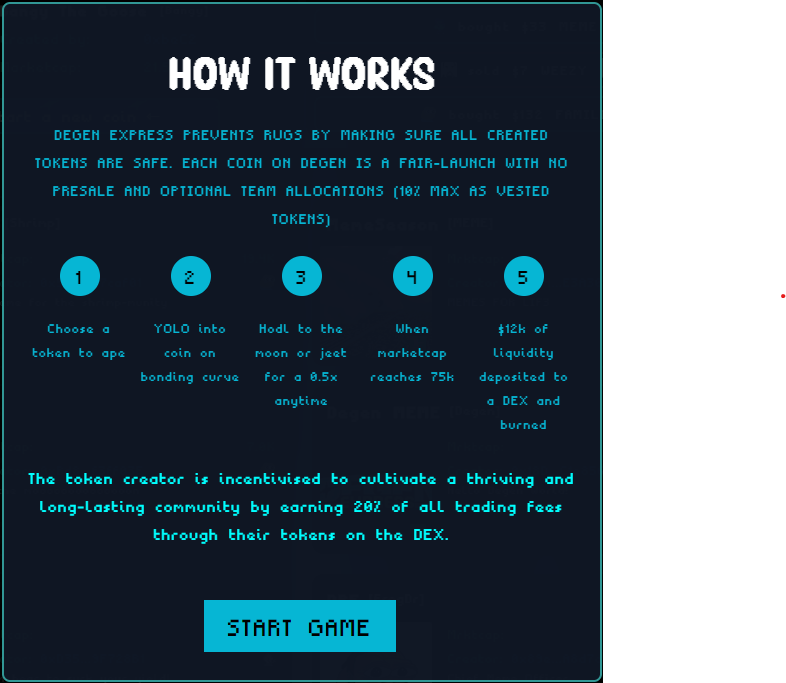 HOW IT WORKS
DEGEN EXPRESS PREVENTS RUGS BY MAKING SURE ALL CREATED
TOKENS ARE SAFE. EACH COIN ON DEGEN IS A FAIR-LAUNCH WITH NO
PRESALE AND OPTIONAL TEAM ALLOCATIONS (10% MAX AS VESTED
TOKENS)
1
Choose a
token to ape
2
YOLO into
coin on
bonding curve
3
Hodl to the
moon or jeet
for a 0.5x
anytime
4
When
marketcap
reaches 75k
5
$12k of
liquidity
deposited to
a DEX and
burned
The token creator is incentivised to cultivate a thriving and
long-lasting community by earning 20% of all trading fees
through their tokens on the DEX.
START GAME